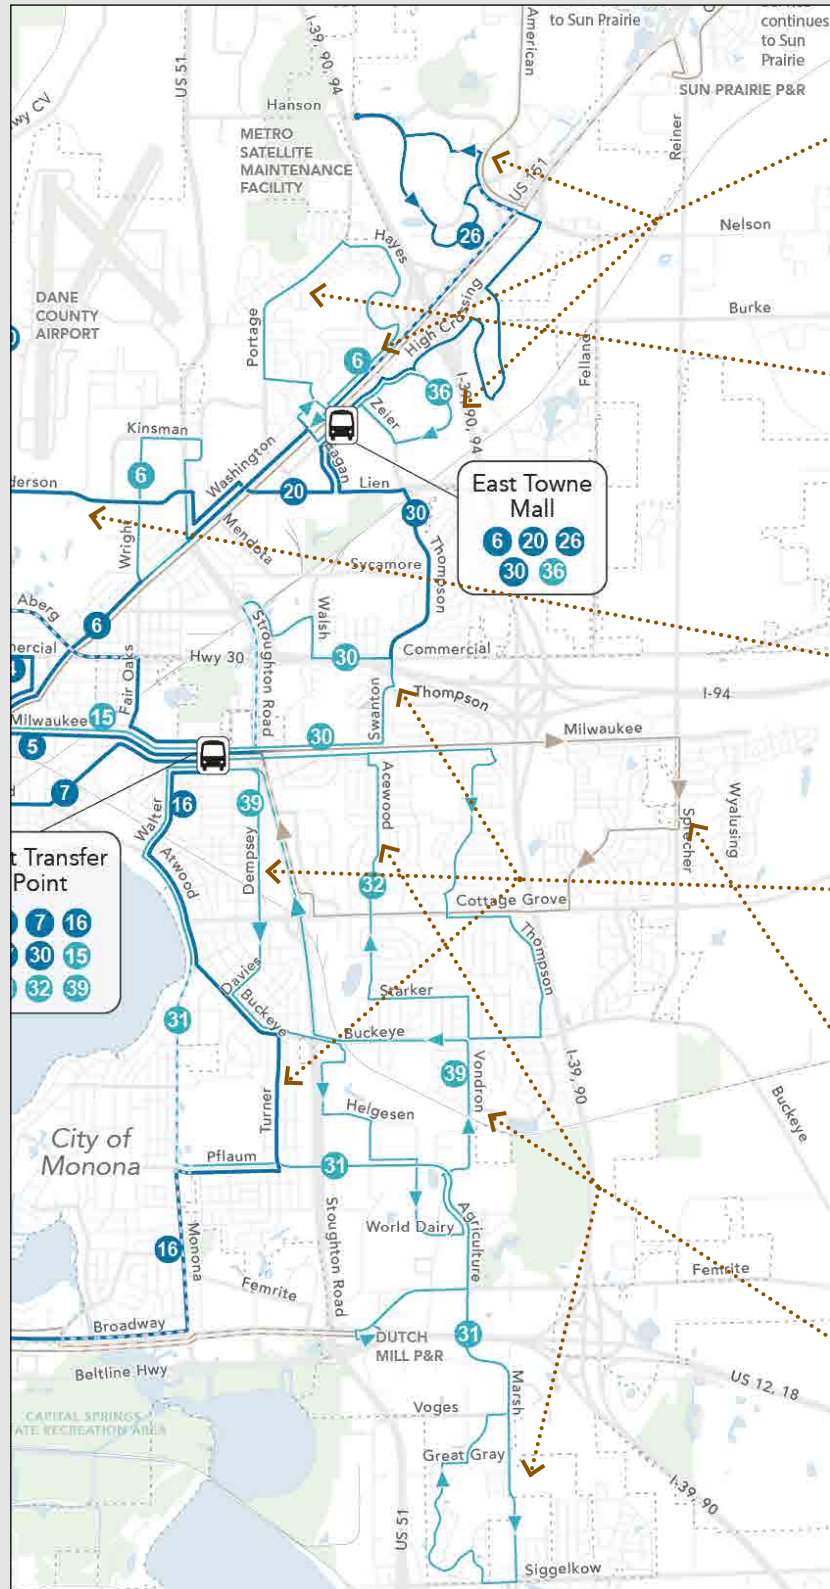 to Sun Prairie
continues
to Sun
Prairie
American
I-39, 90, 94
US 51
wy CV
Hanson
SUN PRAIRIE P&R
Reiner
METRO
SATELLITE
MAINTENANCE
FACILITY
US 151
Nelson
26
Hayes
DANE
COUNTY
AIRPORT
Portage
High Crossing
Burke
Felland
6
36
I-39, 90, 94
Zeier
Kinsman
Washington
Eagan
6
derson
20
Lien
30
East Towne
Mall
6 20 26
30 36
Wright
Mendota
Sycamore
Thompson
Aberg
6
Stroughton Road
Walsh
mercial
Fair Oaks
Hwy 30
30
Commercial
Swanton
Thompson
I-94
Milwaukee
15
30
Milwaukee
5
7
16
39
Acewood
Walter
Dempsey
Sprecher
Wyalusing
t Transfer
Point
7 16
30 15
32 39
Atwood
32
Cottage Grove
Thompson
Davies
Starker
Buckeye
31
Buckeye
39
Vondron
I-39, 90
Buckeye
Turner
Helgesen
City of
Monona
Pflaum
31
World Dairy
Agriculture
16
Monona
Stoughton Road
Femrite
Femrite
Broadway
DUTCH
MILL P&R
31
Beltline Hwy
Marsh
US 12, 18
CAPITAL SPRINGS
ATE RECREATION AREA
Voges
Great Gray
US 51
I-39, 90
Siggelkow